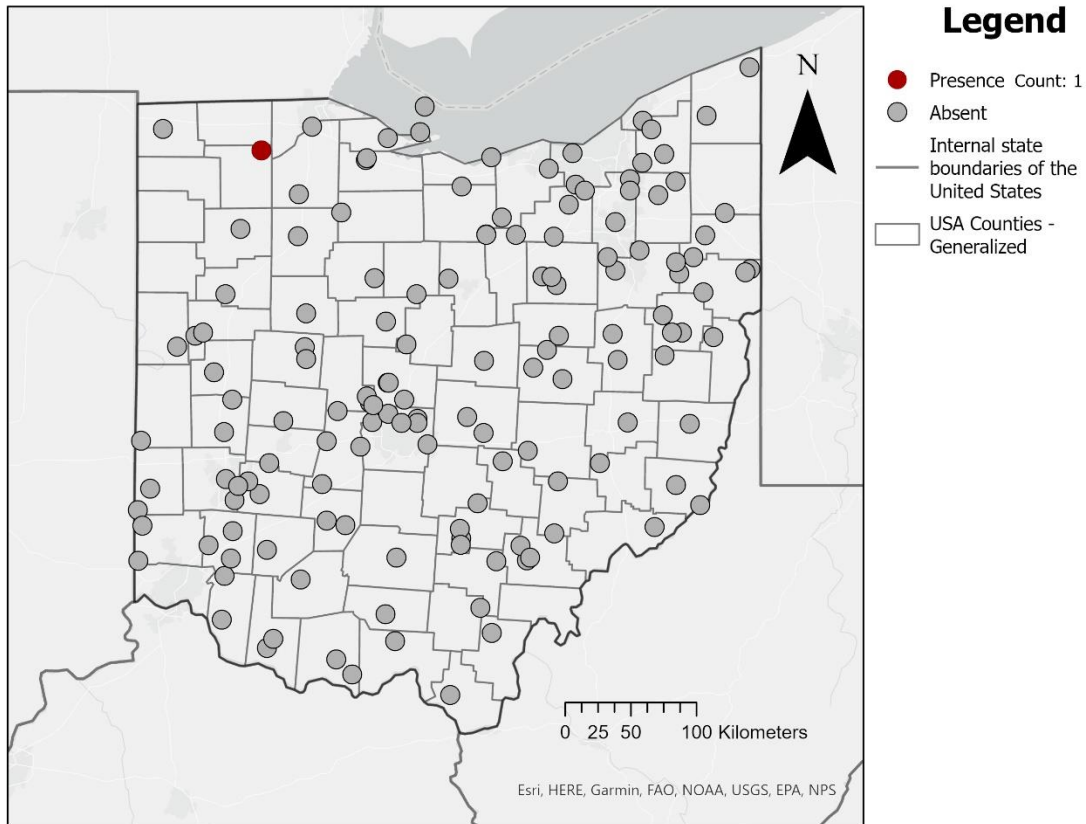 Legend
N
Presence Count: 1
Absent
Internal state
boundaries of the
United States
USA Counties -
Generalized
0 25 50 100 Kilometers
Esri, HERE, Garmin, FAO, NOAA, USGS, EPA, NPS